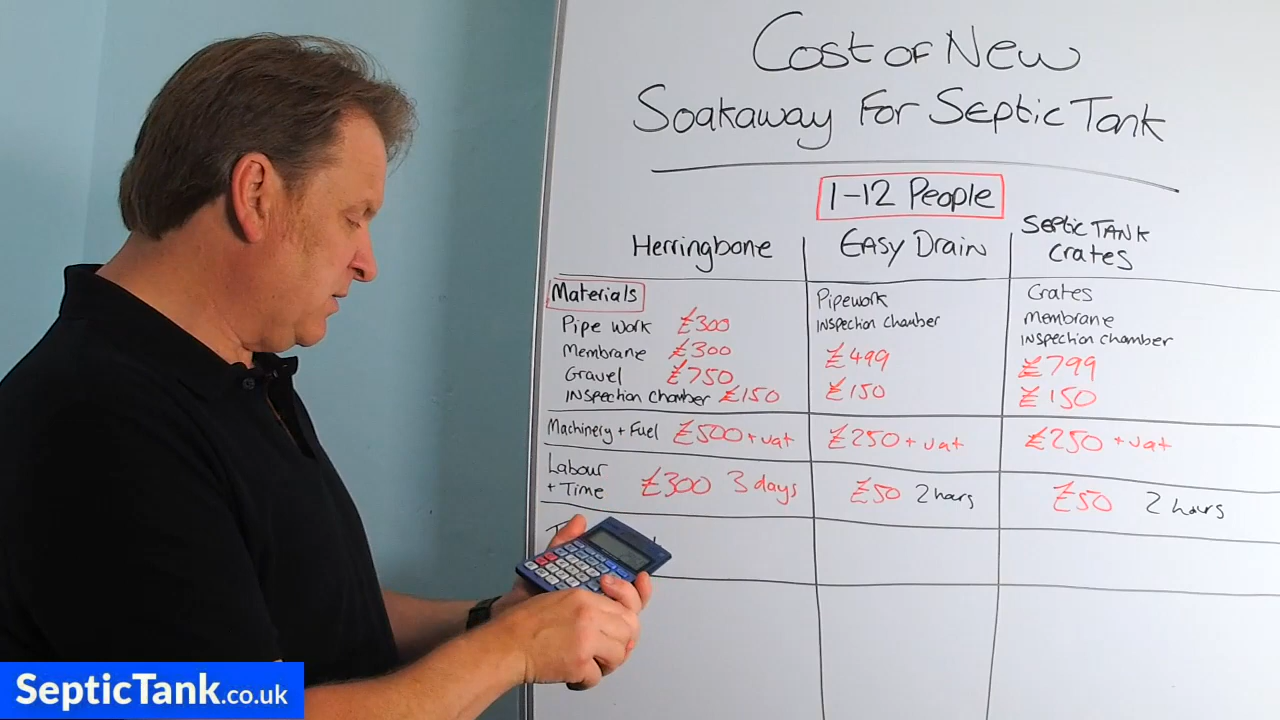 Cost of New
Soakaway For Septic Tank
1-12 People
Herringbone
EASY Drain
SEPTIC TANK
Crates
Materials
Pipe work £300
Membrane £300
Gravel £750
INSPection chamber £150
Pipework
INSPection chamber
£499
£150
Crates
Membrane
INSPection chamber
£799
£150
Machinery + Fuel £500 + vat
£250 + vat
£250 + vat
Labour
+ Time
£300 3 days
£50 2 hours
£50 2 hours
SepticTank.co.uk